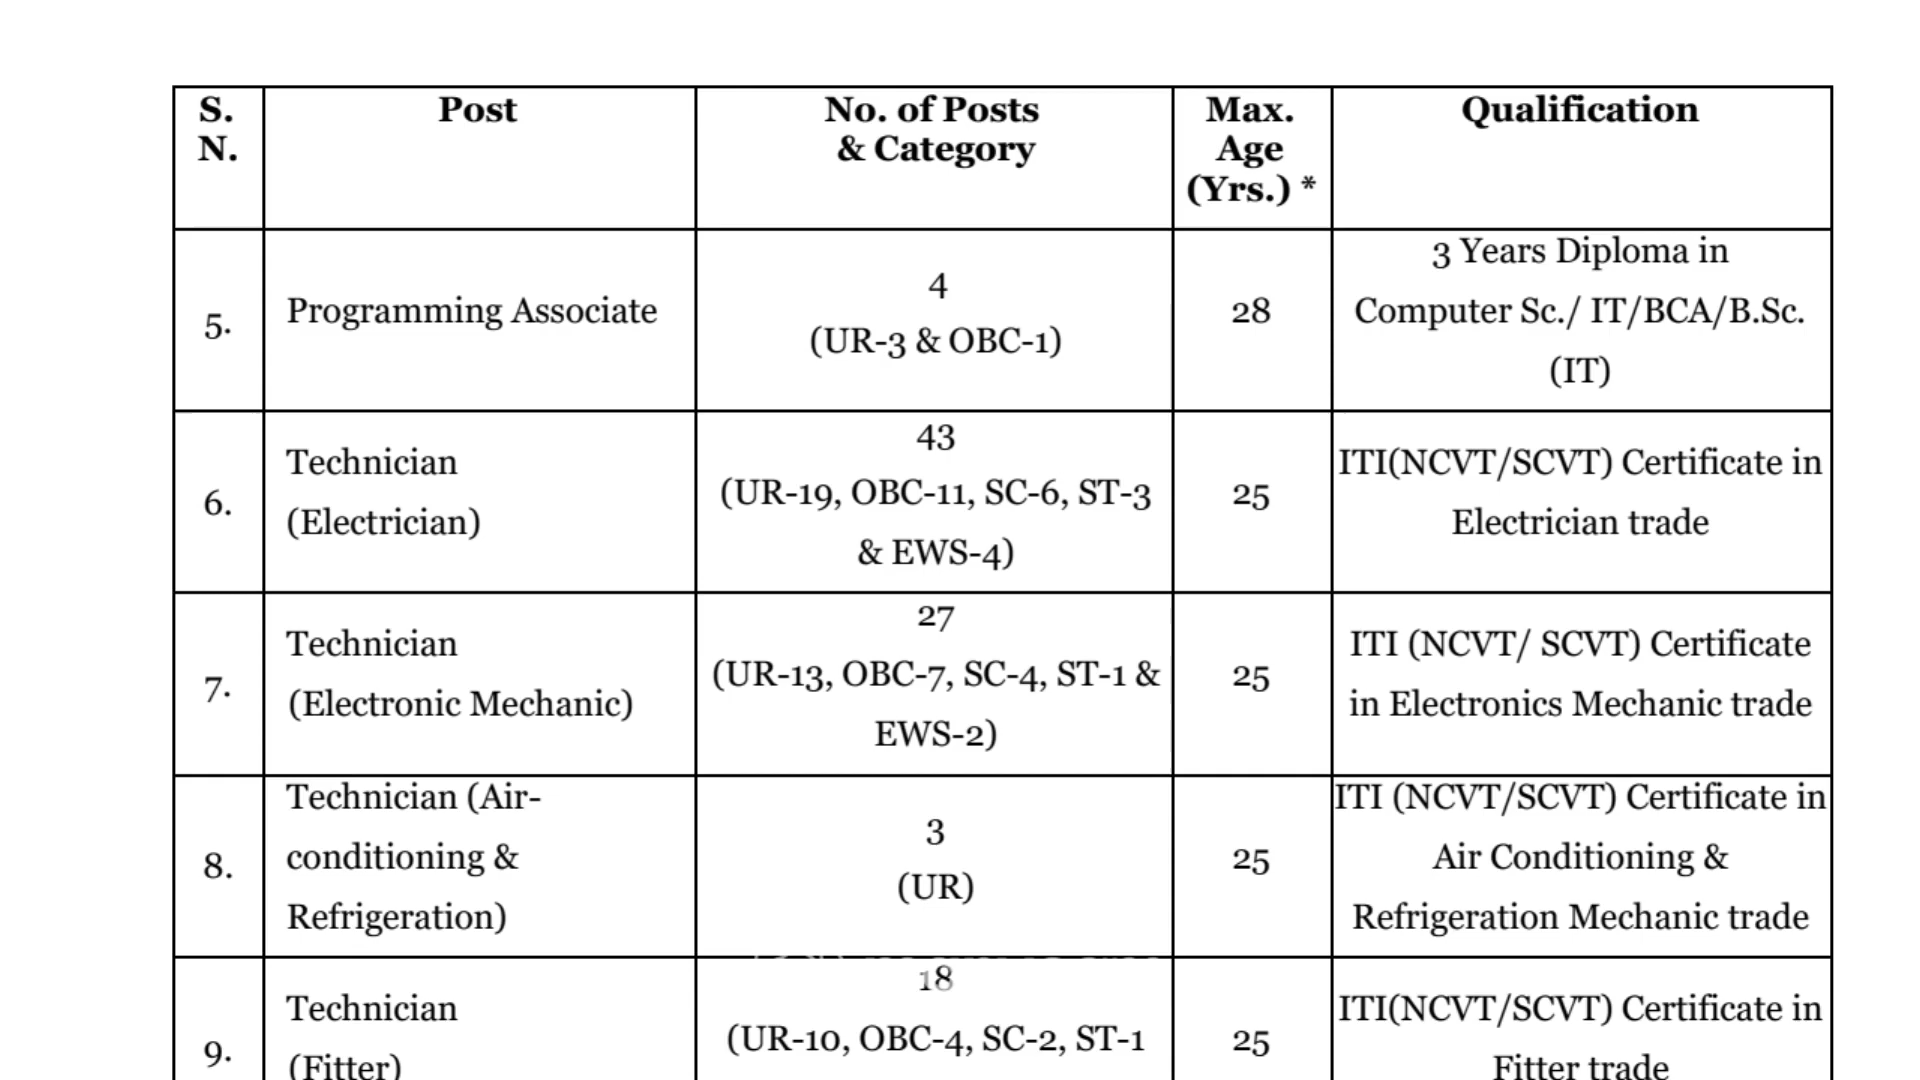 S. N. Post No. of Posts & Category Max. Age (Yrs.) * Qualification
5. Programming Associate 4 (UR-3 & OBC-1) 28 3 Years Diploma in Computer Sc./ IT/BCA/B.Sc. (IT)
6. Technician (Electrician) 43 (UR-19, OBC-11, SC-6, ST-3 & EWS-4) 25 ITI(NCVT/SCVT) Certificate in Electrician trade
7. Technician (Electronic Mechanic) 27 (UR-13, OBC-7, SC-4, ST-1 & EWS-2) 25 ITI (NCVT/ SCVT) Certificate in Electronics Mechanic trade
8. Technician (Air-conditioning & Refrigeration) 3 (UR) 25 ITI (NCVT/SCVT) Certificate in Air Conditioning & Refrigeration Mechanic trade
9. Technician (Fitter) 18 (UR-10, OBC-4, SC-2, ST-1 25 ITI(NCVT/SCVT) Certificate in Fitter trade